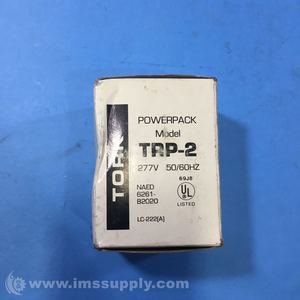 TORK
POWERPACK
Model
TRP-2
277V 50/60HZ
69J8
NAED
6261-
82020
UL
LISTED
LC-222[A]
© www.imssupply.com